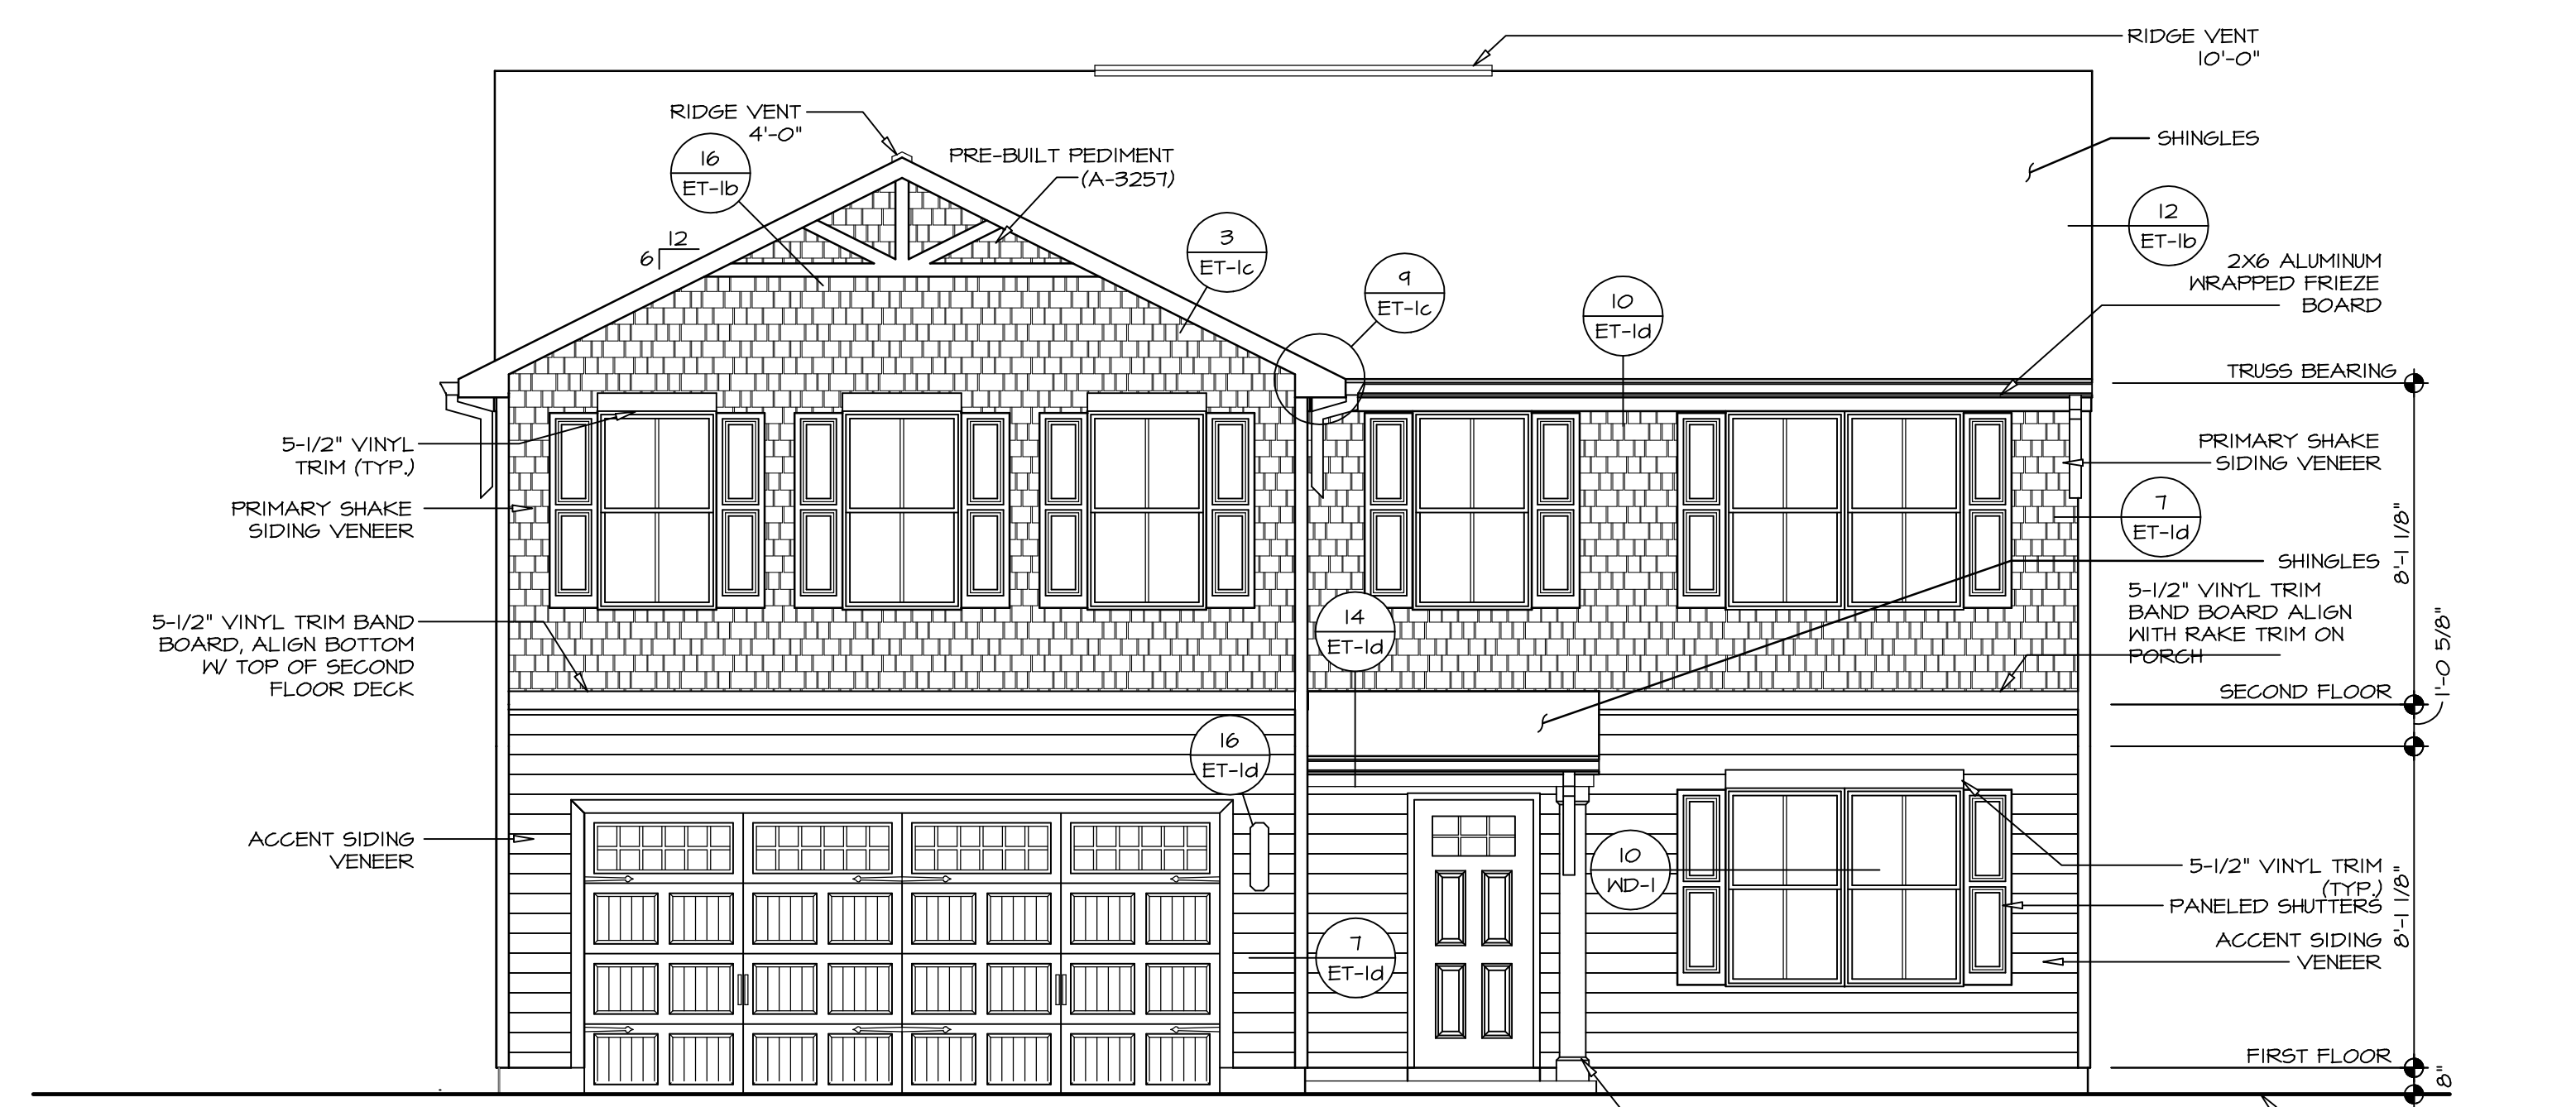 RIDGE VENT
10'-0"
RIDGE VENT
4'-0"
16
ET-1b
PRE-BUILT PEDIMENT
(A-3257)
SHINGLES
12
6
3
ET-1c
9
ET-1c
10
ET-1d
12
ET-1b
2X6 ALUMINUM
WRAPPED FRIEZE
BOARD
TRUSS BEARING
5-1/2" VINYL
TRIM (TYP.)
PRIMARY SHAKE
SIDING VENEER
PRIMARY SHAKE
SIDING VENEER
7
ET-1d
8'-1 1/8"
SHINGLES
5-1/2" VINYL TRIM BAND
BOARD, ALIGN BOTTOM
W/ TOP OF SECOND
FLOOR DECK
14
ET-1d
5-1/2" VINYL TRIM
BAND BOARD ALIGN
WITH RAKE TRIM ON
PORCH
1'-0 5/8"
SECOND FLOOR
16
ET-1d
ACCENT SIDING
VENEER
10
WD-1
5-1/2" VINYL TRIM
(TYP.)
PANELED SHUTTERS
8'-1 1/8"
ACCENT SIDING
VENEER
7
ET-1d
FIRST FLOOR
8"